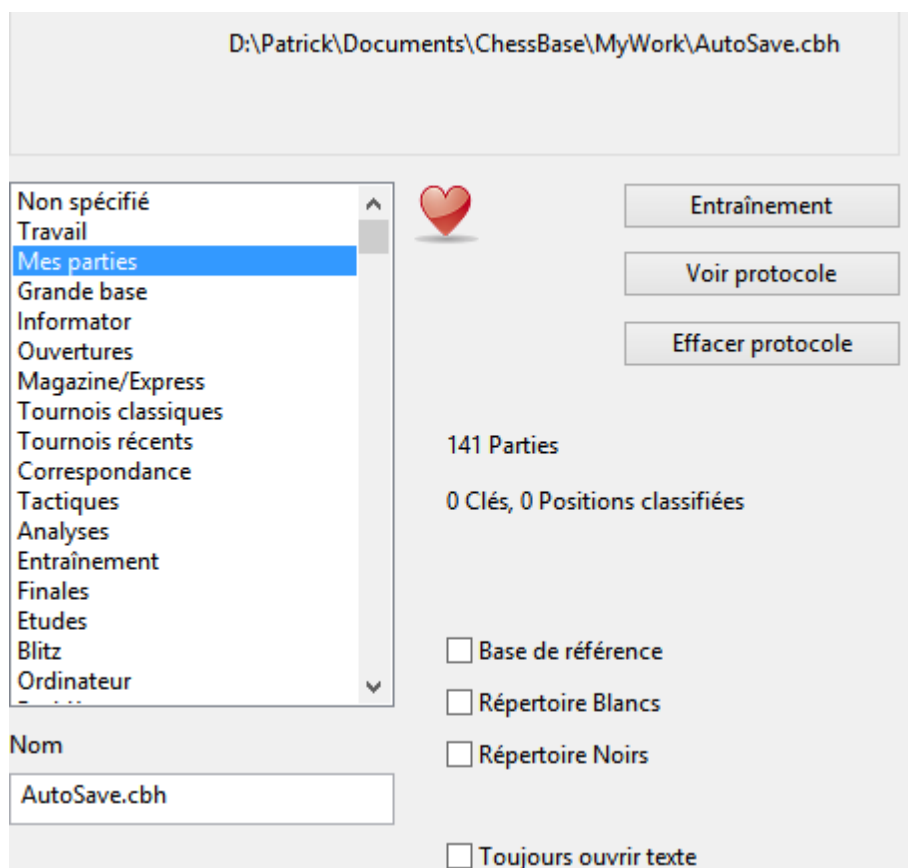 D:\Patrick\Documents\ChessBase\MyWork\AutoSave.cbh
Non spécifié
Travail
Mes parties
Grande base
Informator
Ouvertures
Magazine/Express
Tournois classiques
Tournois récents
Correspondance
Tactiques
Analyses
Entraînement
Finales
Etudes
Blitz
Ordinateur
Nom
AutoSave.cbh
Entraînement
Voir protocole
Effacer protocole
141 Parties
0 Clés, 0 Positions classifiées
Base de référence
Répertoire Blancs
Répertoire Noirs
Toujours ouvrir texte